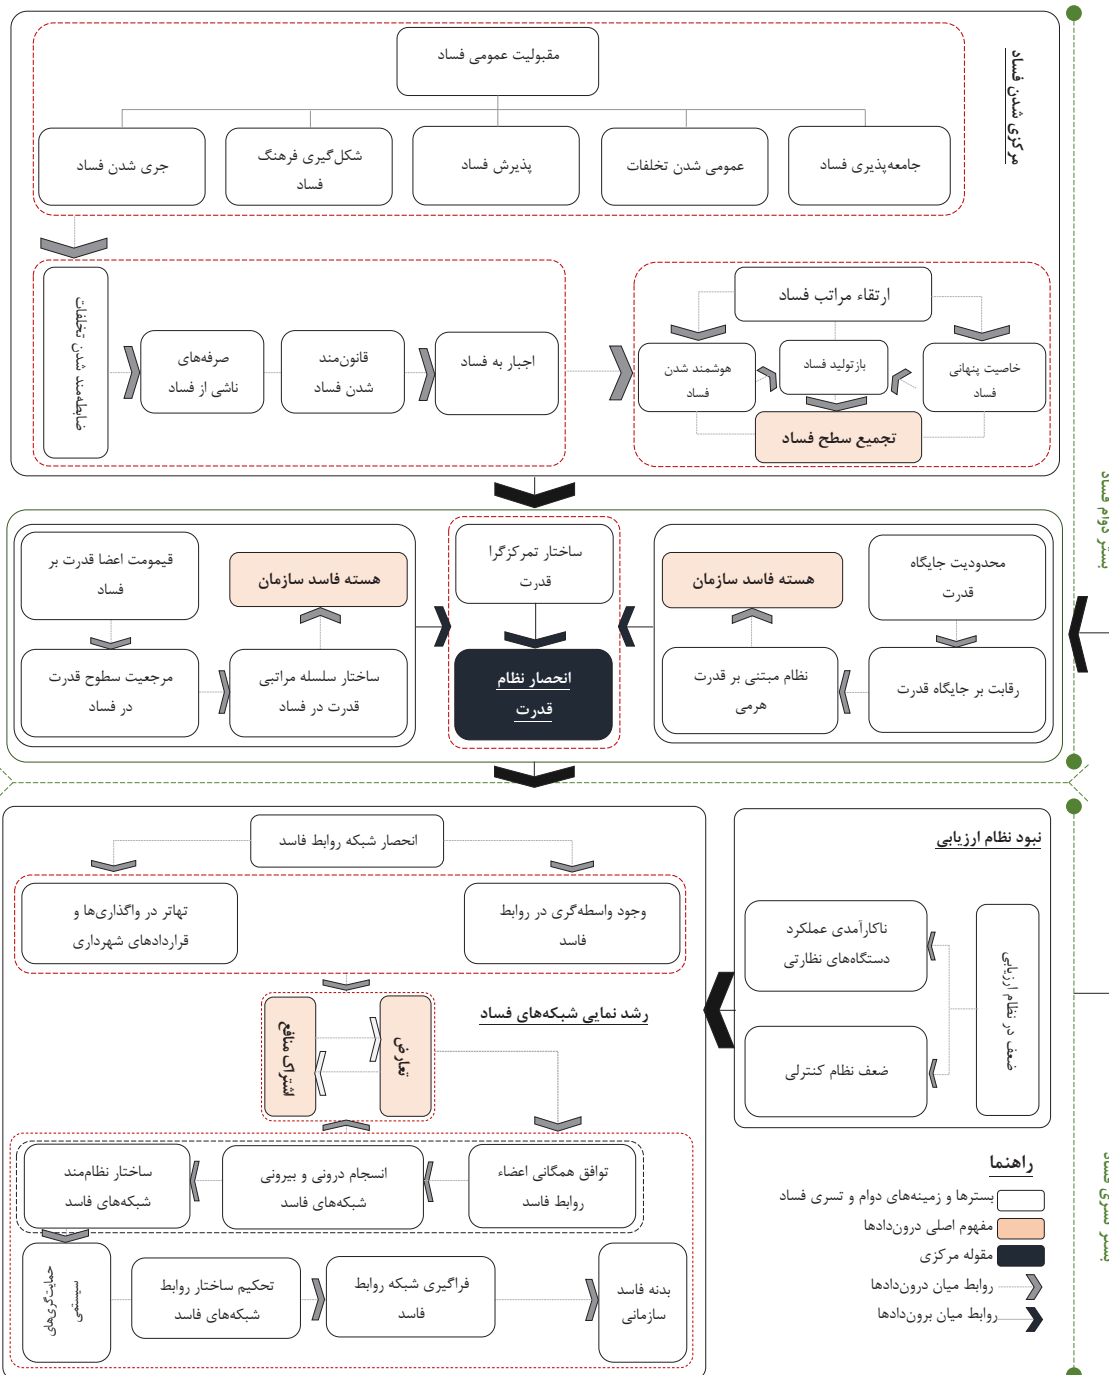 مرکزی شدن فساد
مقبولیت عمومی فساد
جامعه‌پذیری فساد
عمومی شدن تخلفات
پذیرش فساد
شکل‌گیری فرهنگ
فساد
جری شدن فساد
ضابطه‌مند شدن تخلفات
صرفه‌های
ناشی از فساد
قانون‌مند
شدن فساد
اجبار به فساد
ارتقاء مراتب فساد
خاصیت پنهانی
فساد
بازتولید فساد
هوشمند شدن
فساد
تجمیع سطح فساد
بستر دوام فساد
محدودیت جایگاه
قدرت
رقابت بر جایگاه قدرت
نظام مبتنی بر قدرت
هرمی
هسته فاسد سازمان
ساختار تمرکزگرا
قدرت
انحصار نظام
قدرت
هسته فاسد سازمان
قیمومت اعضا قدرت بر
فساد
مرجعیت سطوح قدرت
در فساد
ساختار سلسله مراتبی
قدرت در فساد
نبود نظام ارزیابی
ضعف در نظام ارزیابی
ناکارآمدی عملکرد
دستگاه‌های نظارتی
ضعف نظام کنترلی
انحصار شبکه روابط فاسد
وجود واسطه‌گری در روابط
فاسد
تهاتر در واگذاری‌ها و
قراردادهای شهرداری
رشد نمایی شبکه‌های فساد
تعارض
اشتراک منافع
توافق همگانی اعضاء
روابط فاسد
انسجام درونی و بیرونی
شبکه‌های فاسد
ساختار نظام‌مند
شبکه‌های فاسد
حمایت‌گری‌های
سیستمی
تحکیم ساختار روابط
شبکه‌های فاسد
فراگیری شبکه روابط
فاسد
بدنه فاسد
سازمانی
بستر تسری فساد
راهنما
بسترها و زمینه‌های دوام و تسری فساد
مفهوم اصلی درون‌دادها
مقوله مرکزی
روابط میان درون‌دادها
روابط میان برون‌دادها